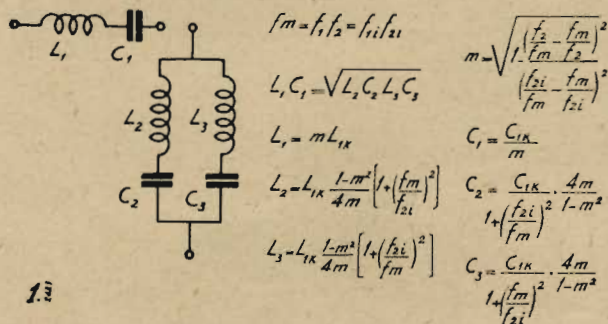 L₁ C₁
L₂ L₃
C₂ C₃
fm = f₁f₂ = f₁ᵢf₂ᵢ
L₁C₁ = √(L₂C₂L₃C₃)
L₁ = mL₁ₖ
L₂ = L₁ₖ (1-m²)/(4m) [1+(fm/f₂ᵢ)²]
L₃ = L₁ₖ (1-m²)/(4m) [1+(f₂ᵢ/fm)²]
m = √(1-(f₂/fm - fm/f₂)²/(f₂ᵢ/fm - fm/f₂ᵢ)²)
C₁ = C₁ₖ/m
C₂ = C₁ₖ/(1+(f₂ᵢ/fm)²) · 4m/(1-m²)
C₃ = C₁ₖ/(1+(fm/f₂ᵢ)²) · 4m/(1-m²)